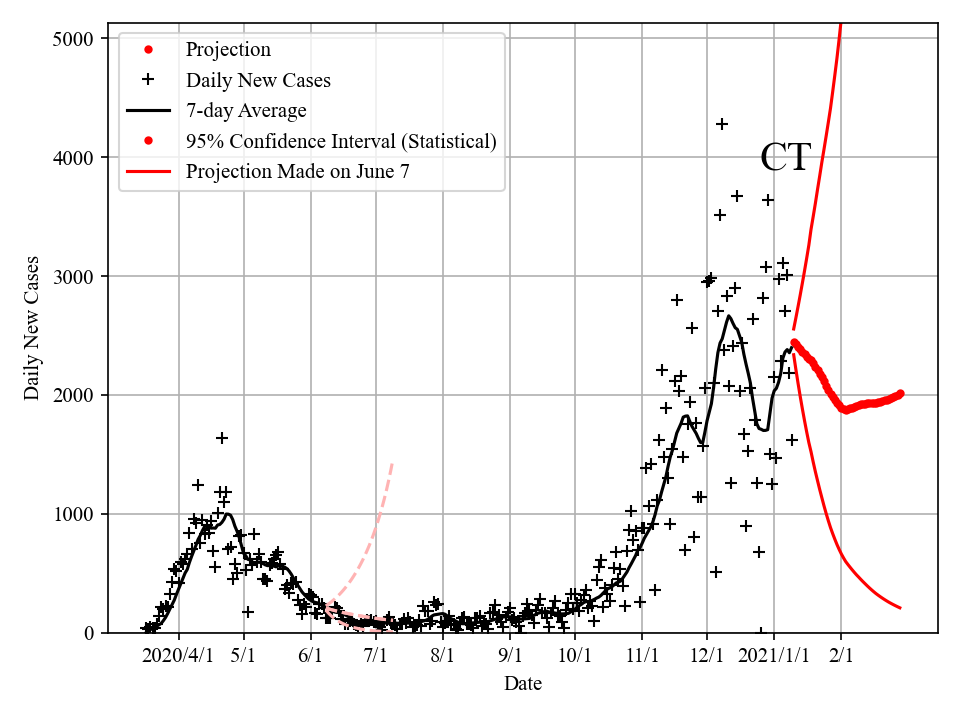 5000
4000
3000
2000
1000
0
Daily New Cases
Projection
Daily New Cases
7-day Average
95% Confidence Interval (Statistical)
Projection Made on June 7
CT
2020/4/1 5/1 6/1 7/1 8/1 9/1 10/1 11/1 12/1 2021/1/1 2/1
Date